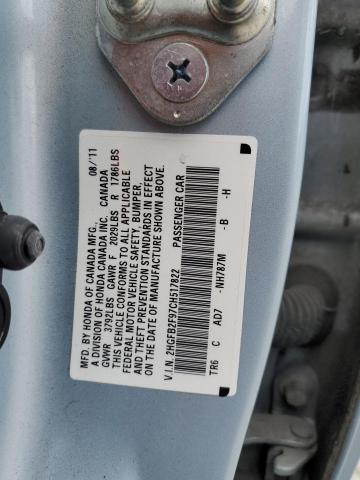 MFD. BY HONDA OF CANADA MFG., 08/'11
A DIVISION OF HONDA CANADA INC. CANADA
GVWR 3792LBS GAWR F 2029LBS R 1786LBS
THIS VEHICLE CONFORMS TO ALL APPLICABLE
FEDERAL MOTOR VEHICLE SAFETY, BUMPER,
AND THEFT PREVENTION STANDARDS IN EFFECT
ON THE DATE OF MANUFACTURE SHOWN ABOVE.
V.I.N. 2HGFB2F97CH577822 PASSENGER CAR
TR6 C AD7 -NH787M -B -H